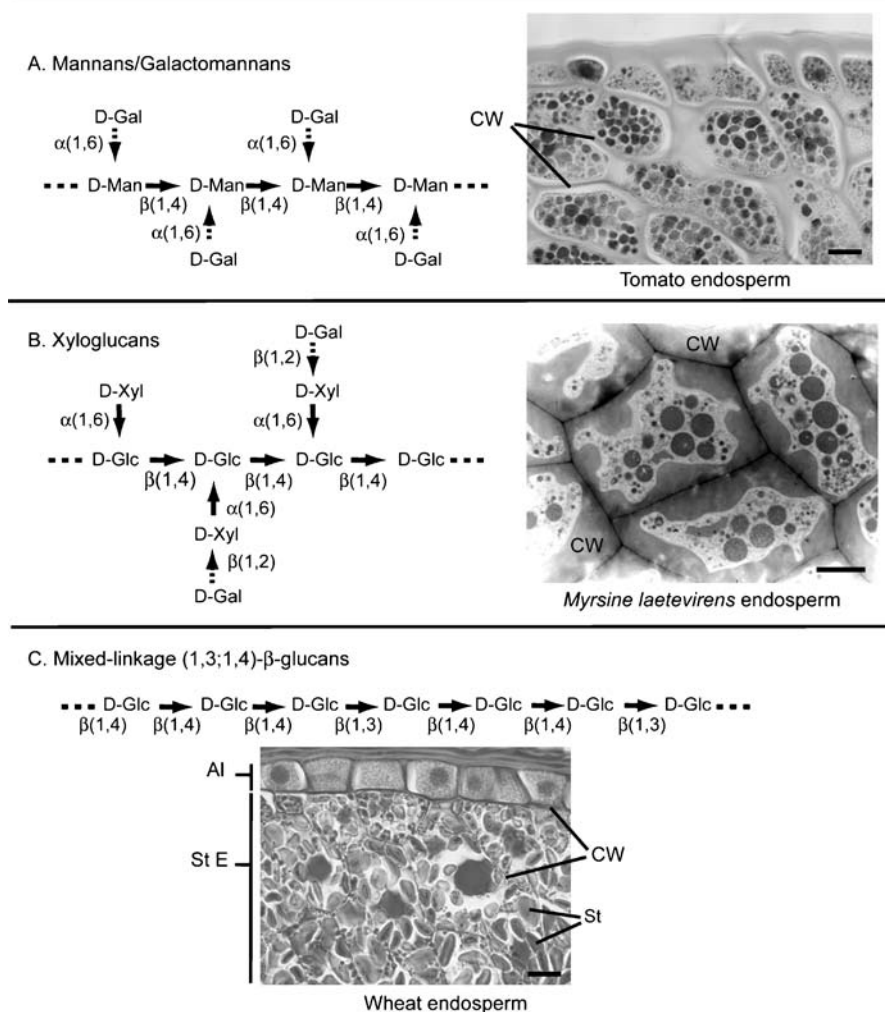 A. Mannans/Galactomannans
D-Gal D-Gal
α(1,6) α(1,6)
D-Man D-Man D-Man D-Man
β(1,4) β(1,4) β(1,4)
α(1,6) α(1,6)
D-Gal D-Gal
CW
Tomato endosperm
B. Xyloglucans
D-Gal
β(1,2)
D-Xyl D-Xyl
α(1,6) α(1,6)
D-Glc D-Glc D-Glc D-Glc
β(1,4) β(1,4) β(1,4)
α(1,6)
D-Xyl
β(1,2)
D-Gal
CW
CW
Myrsine laetevirens endosperm
C. Mixed-linkage (1,3;1,4)-β-glucans
D-Glc D-Glc D-Glc D-Glc D-Glc D-Glc D-Glc
β(1,4) β(1,4) β(1,4) β(1,3) β(1,4) β(1,4) β(1,3)
Al
St E
CW
St
Wheat endosperm